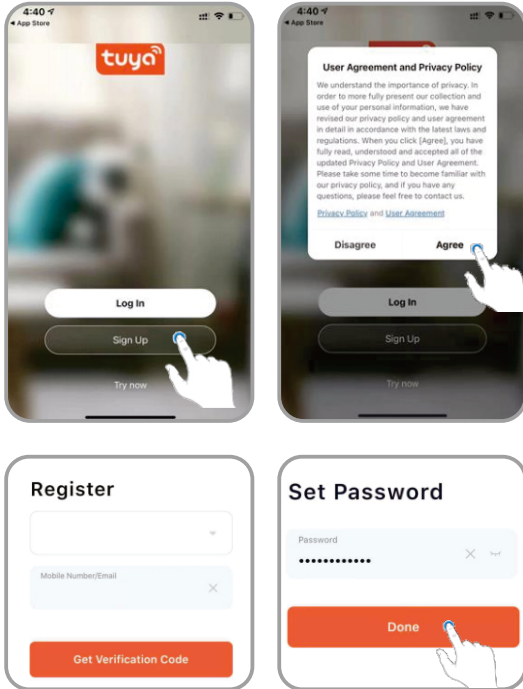 4:40
App Store
tuya
Log In
Sign Up
Try now
4:40
App Store
User Agreement and Privacy Policy
We understand the importance of privacy. In
order to more fully present our collection and
use of your personal information, we have
revised our privacy policy and user agreement
in detail in accordance with the latest laws and
regulations. When you click [Agree], you have
fully read, understood and accepted all of the
updated Privacy Policy and User Agreement.
Please take some time to become familiar with
our privacy policy, and if you have any
questions, please feel free to contact us.
Privacy Policy and User Agreement
Disagree Agree
Log In
Sign Up
Try now
Register
Mobile Number/Email
Get Verification Code
Set Password
Password
••••••••••••
Done